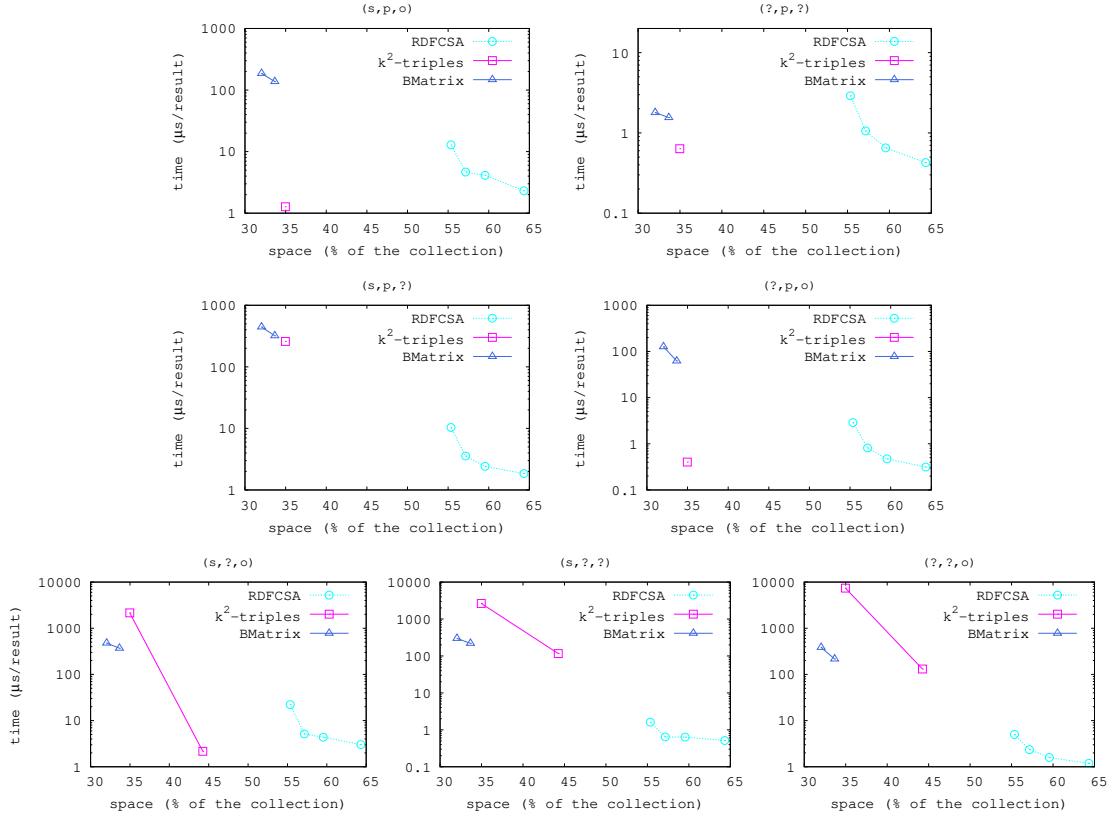 (s,p,o)
time (μs/result)
1000
100
10
1
30 35 40 45 50 55 60 65
space (% of the collection)
RDFCSA
k²-triples
BMatrix
(?,p,?)
time (μs/result)
10
1
0.1
30 35 40 45 50 55 60 65
space (% of the collection)
RDFCSA
k²-triples
BMatrix
(s,p,?)
time (μs/result)
1000
100
10
1
30 35 40 45 50 55 60 65
space (% of the collection)
RDFCSA
k²-triples
BMatrix
(?,p,o)
time (μs/result)
1000
100
10
1
0.1
30 35 40 45 50 55 60 65
space (% of the collection)
RDFCSA
k²-triples
BMatrix
(s,?,o)
time (μs/result)
10000
1000
100
10
1
30 35 40 45 50 55 60 65
space (% of the collection)
RDFCSA
k²-triples
BMatrix
(s,?,?)
10000
1000
100
10
1
0.1
30 35 40 45 50 55 60 65
space (% of the collection)
RDFCSA
k²-triples
BMatrix
(?,?,o)
10000
1000
100
10
1
30 35 40 45 50 55 60 65
space (% of the collection)
RDFCSA
k²-triples
BMatrix